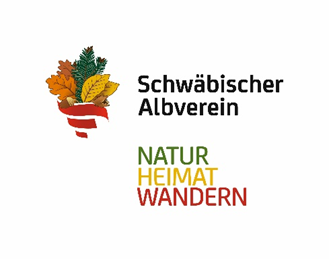 Schwäbischer
Albverein
NATUR
HEIMAT
WANDERN